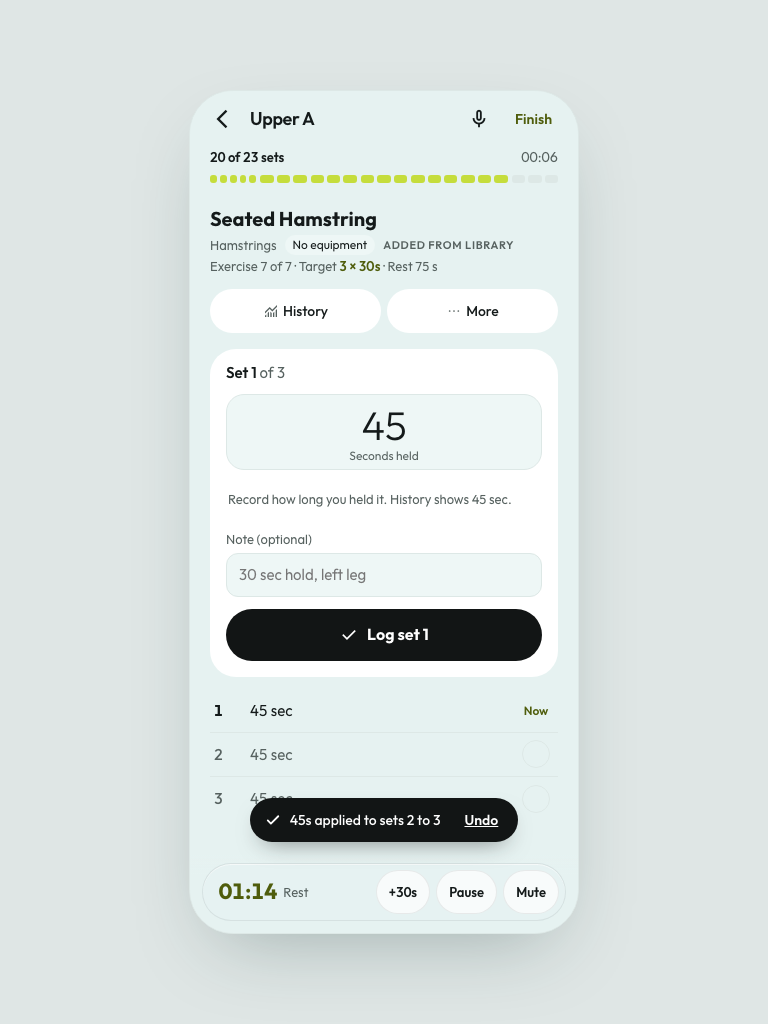 Upper A
Finish
20 of 23 sets
00:06
Seated Hamstring
Hamstrings No equipment ADDED FROM LIBRARY
Exercise 7 of 7 · Target 3 × 30s · Rest 75 s
History
More
Set 1 of 3
45
Seconds held
Record how long you held it. History shows 45 sec.
Note (optional)
30 sec hold, left leg
Log set 1
1 45 sec Now
2 45 sec
3 45 sec
45s applied to sets 2 to 3 Undo
01:14 Rest +30s Pause Mute